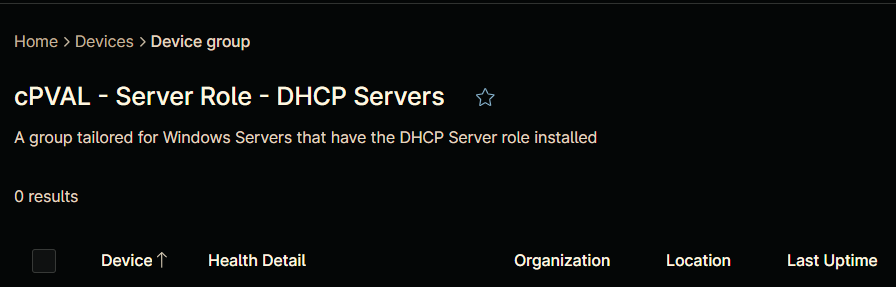 Home > Devices > Device group
cPVAL - Server Role - DHCP Servers
A group tailored for Windows Servers that have the DHCP Server role installed
0 results
Device ↑ Health Detail Organization Location Last Uptime